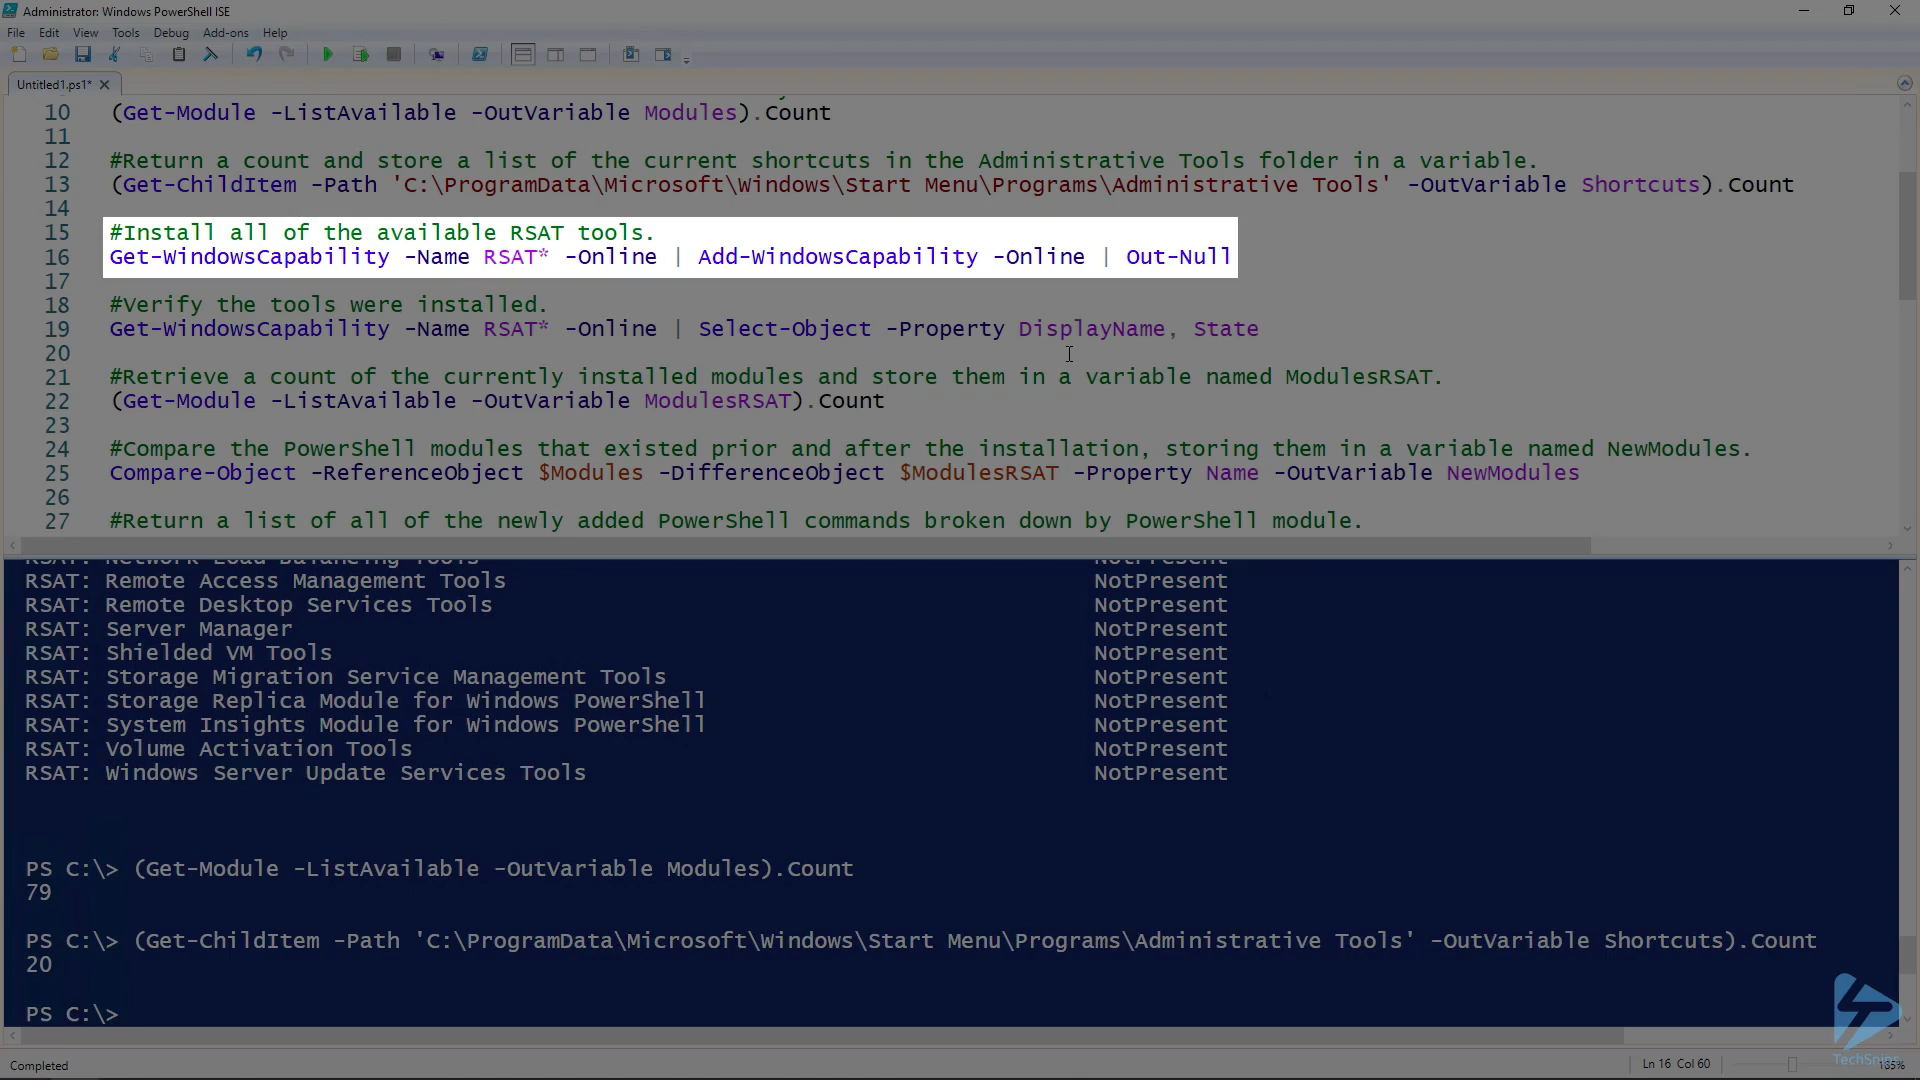 Administrator: Windows PowerShell ISE
File Edit View Tools Debug Add-ons Help
Untitled1.ps1*
10 (Get-Module -ListAvailable -OutVariable Modules).Count
11
12 #Return a count and store a list of the current shortcuts in the Administrative Tools folder in a variable.
13 (Get-ChildItem -Path 'C:\ProgramData\Microsoft\Windows\Start Menu\Programs\Administrative Tools' -OutVariable Shortcuts).Count
14
15 #Install all of the available RSAT tools.
16 Get-WindowsCapability -Name RSAT* -Online | Add-WindowsCapability -Online | Out-Null
17
18 #Verify the tools were installed.
19 Get-WindowsCapability -Name RSAT* -Online | Select-Object -Property DisplayName, State
20
21 #Retrieve a count of the currently installed modules and store them in a variable named ModulesRSAT.
22 (Get-Module -ListAvailable -OutVariable ModulesRSAT).Count
23
24 #Compare the PowerShell modules that existed prior and after the installation, storing them in a variable named NewModules.
25 Compare-Object -ReferenceObject $Modules -DifferenceObject $ModulesRSAT -Property Name -OutVariable NewModules
26
27 #Return a list of all of the newly added PowerShell commands broken down by PowerShell module.
RSAT: Network Load Balancing Tools NotPresent
RSAT: Remote Access Management Tools NotPresent
RSAT: Remote Desktop Services Tools NotPresent
RSAT: Server Manager NotPresent
RSAT: Shielded VM Tools NotPresent
RSAT: Storage Migration Service Management Tools NotPresent
RSAT: Storage Replica Module for Windows PowerShell NotPresent
RSAT: System Insights Module for Windows PowerShell NotPresent
RSAT: Volume Activation Tools NotPresent
RSAT: Windows Server Update Services Tools NotPresent
PS C:\> (Get-Module -ListAvailable -OutVariable Modules).Count
79
PS C:\> (Get-ChildItem -Path 'C:\ProgramData\Microsoft\Windows\Start Menu\Programs\Administrative Tools' -OutVariable Shortcuts).Count
20
PS C:\>
TechSnips
Completed Ln 16 Col 60